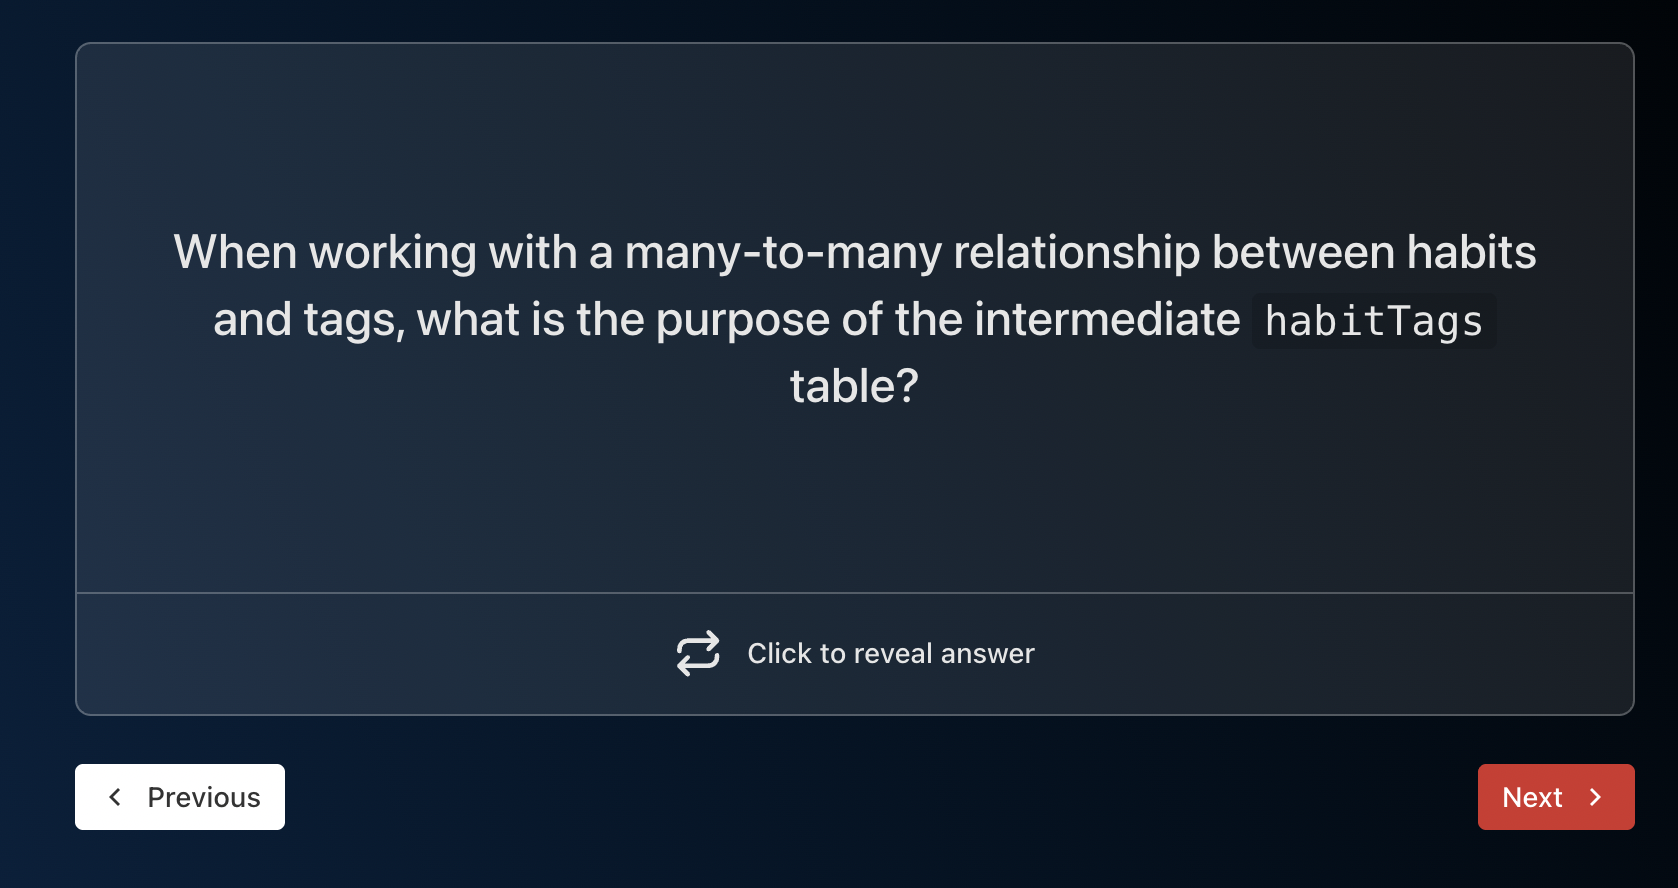 When working with a many-to-many relationship between habits
and tags, what is the purpose of the intermediate habitTags
table?
Click to reveal answer
Previous
Next